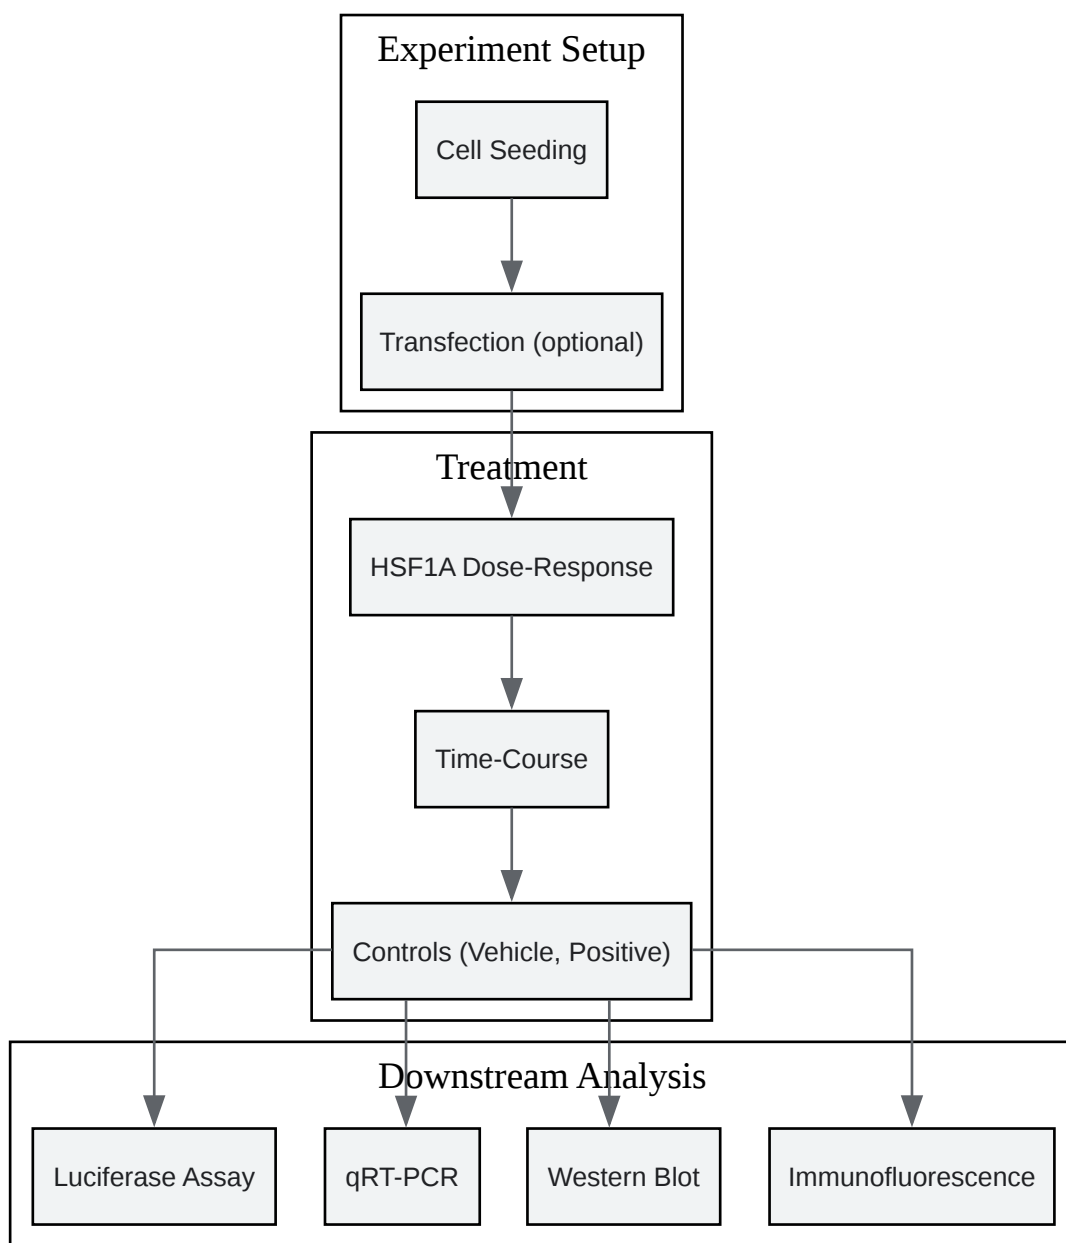 Experiment Setup
Cell Seeding
Transfection (optional)
Treatment
HSF1A Dose-Response
Time-Course
Controls (Vehicle, Positive)
Downstream Analysis
Luciferase Assay
qRT-PCR
Western Blot
Immunofluorescence